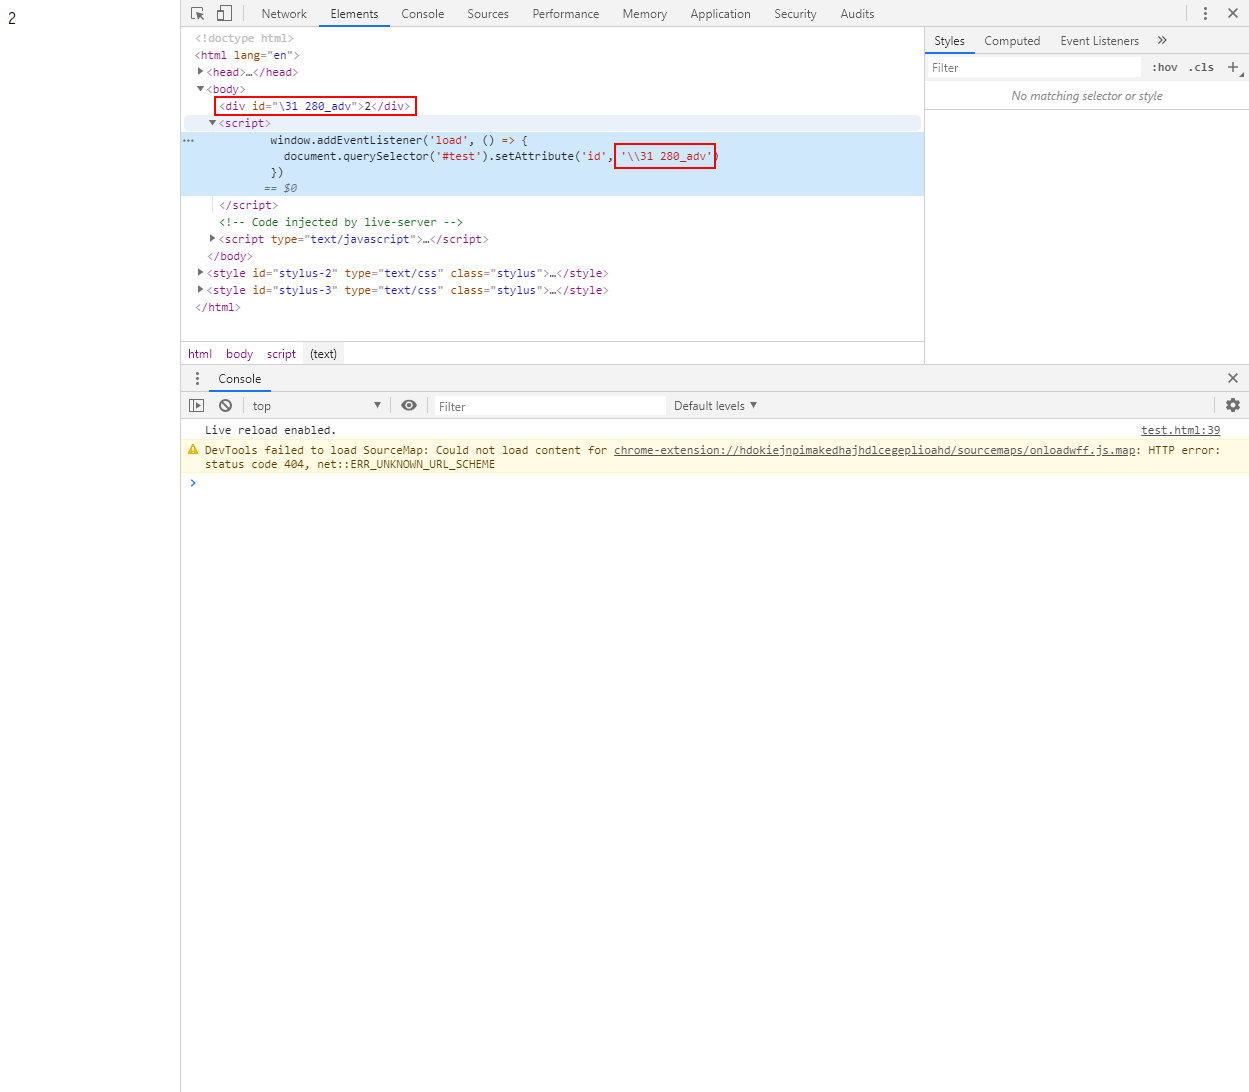 2
Network Elements Console Sources Performance Memory Application Security Audits
<!doctype html>
<html lang="en">
<head>…</head>
<body>
<div id="\31 280_adv">2</div>
<script>
window.addEventListener('load', () => {
document.querySelector('#test').setAttribute('id', '\\31 280_adv')
})
== $0
</script>
<!-- Code injected by live-server -->
<script type="text/javascript">…</script>
</body>
<style id="stylus-2" type="text/css" class="stylus">…</style>
<style id="stylus-3" type="text/css" class="stylus">…</style>
</html>
html body script (text)
Styles Computed Event Listeners »
Filter :hov .cls +
No matching selector or style
Console
top Filter Default levels
Live reload enabled. test.html:39
DevTools failed to load SourceMap: Could not load content for chrome-extension://hdokiejnpimakedhajhdlcegeplioahd/sourcemaps/onloadwff.js.map: HTTP error:
status code 404, net::ERR_UNKNOWN_URL_SCHEME